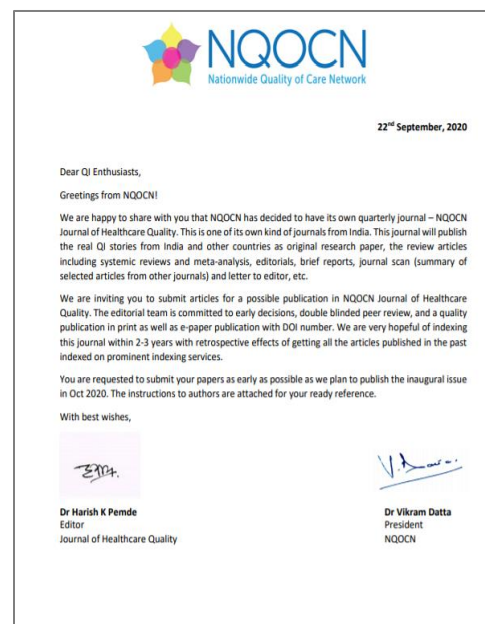 NQOCN
Nationwide Quality of Care Network
22nd September, 2020
Dear QI Enthusiasts,
Greetings from NQOCN!
We are happy to share with you that NQOCN has decided to have its own quarterly journal – NQOCN
Journal of Healthcare Quality. This is one of its own kind of journals from India. This journal will publish
the real QI stories from India and other countries as original research paper, the review articles
including systemic reviews and meta-analysis, editorials, brief reports, journal scan (summary of
selected articles from other journals) and letter to editor, etc.
We are inviting you to submit articles for a possible publication in NQOCN Journal of Healthcare
Quality. The editorial team is committed to early decisions, double blinded peer review, and a quality
publication in print as well as e-paper publication with DOI number. We are very hopeful of indexing
this journal within 2-3 years with retrospective effects of getting all the articles published in the past
indexed on prominent indexing services.
You are requested to submit your papers as early as possible as we plan to publish the inaugural issue
in Oct 2020. The instructions to authors are attached for your ready reference.
With best wishes,
Dr Harish K Pemde
Editor
Journal of Healthcare Quality
Dr Vikram Datta
President
NQOCN